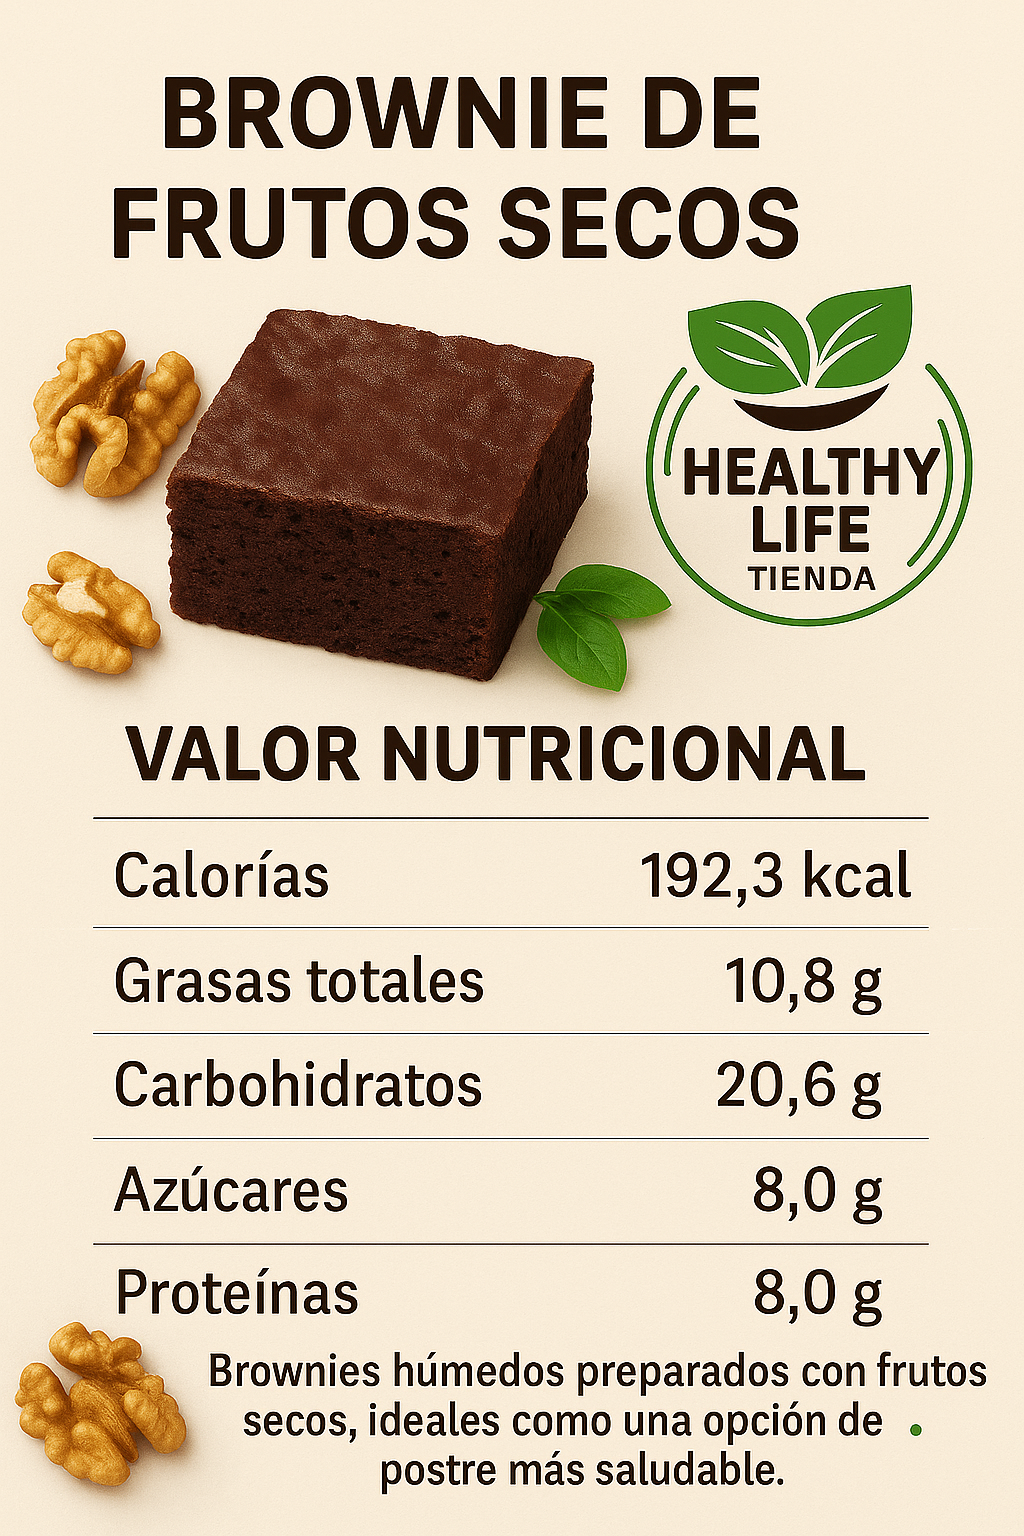 BROWNIE DE
FRUTOS SECOS
HEALTHY
LIFE
TIENDA
VALOR NUTRICIONAL
Calorías 192,3 kcal
Grasas totales 10,8 g
Carbohidratos 20,6 g
Azúcares 8,0 g
Proteínas 8,0 g
Brownies húmedos preparados con frutos
secos, ideales como una opción de
postre más saludable.